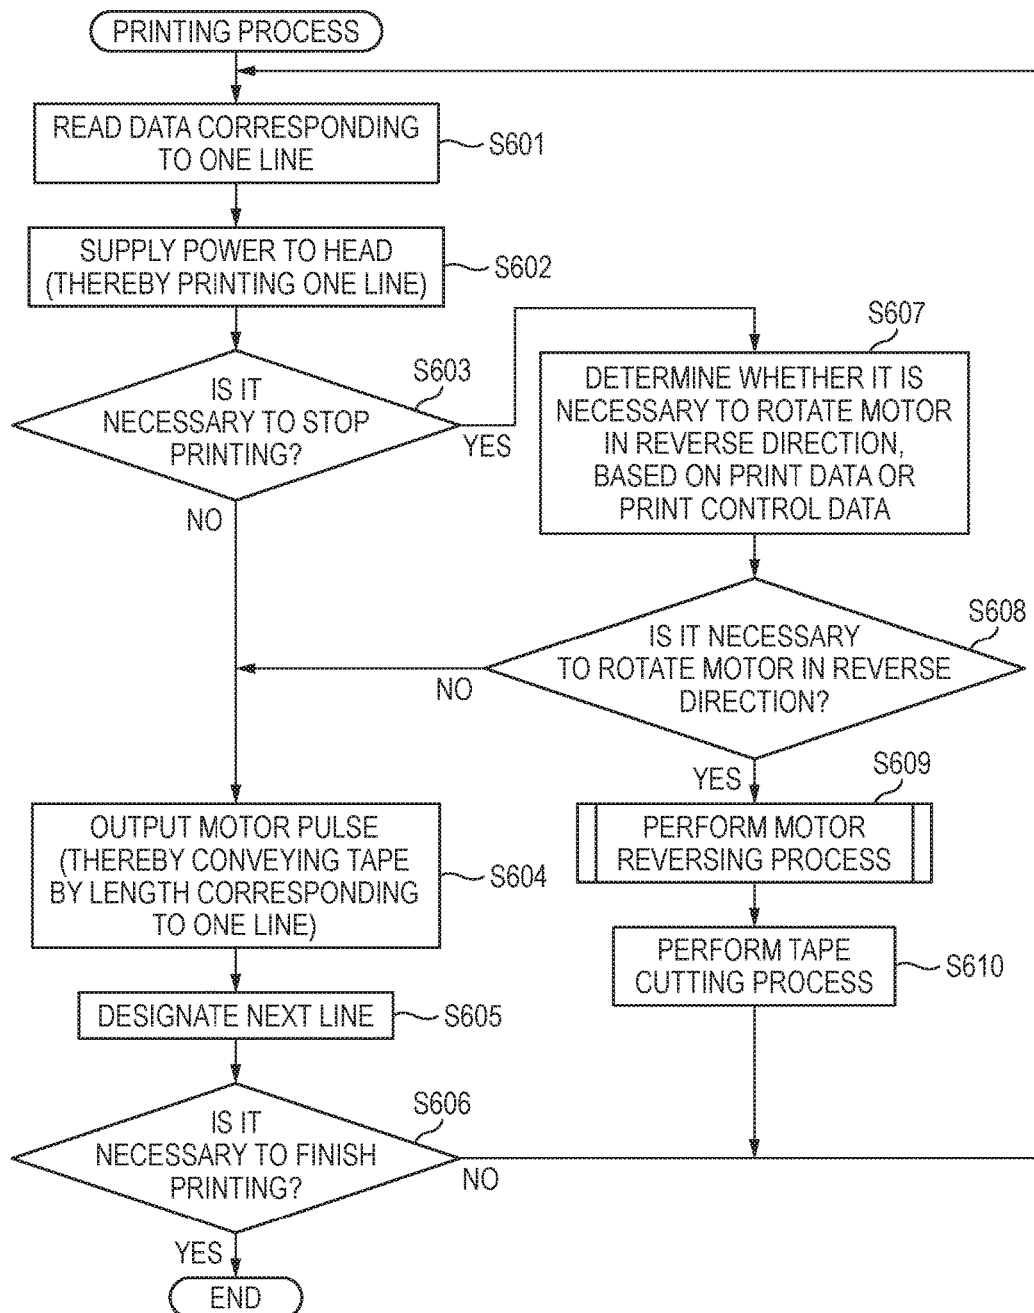 PRINTING PROCESS
READ DATA CORRESPONDING
TO ONE LINE
S601
SUPPLY POWER TO HEAD
(THEREBY PRINTING ONE LINE)
S602
IS IT
NECESSARY TO STOP
PRINTING?
S603
YES
NO
S607
DETERMINE WHETHER IT IS
NECESSARY TO ROTATE MOTOR
IN REVERSE DIRECTION,
BASED ON PRINT DATA OR
PRINT CONTROL DATA
S608
IS IT NECESSARY
TO ROTATE MOTOR IN REVERSE
DIRECTION?
NO
YES
S609
PERFORM MOTOR
REVERSING PROCESS
PERFORM TAPE
CUTTING PROCESS
S610
OUTPUT MOTOR PULSE
(THEREBY CONVEYING TAPE
BY LENGTH CORRESPONDING
TO ONE LINE)
S604
DESIGNATE NEXT LINE
S605
IS IT
NECESSARY TO FINISH
PRINTING?
S606
NO
YES
END